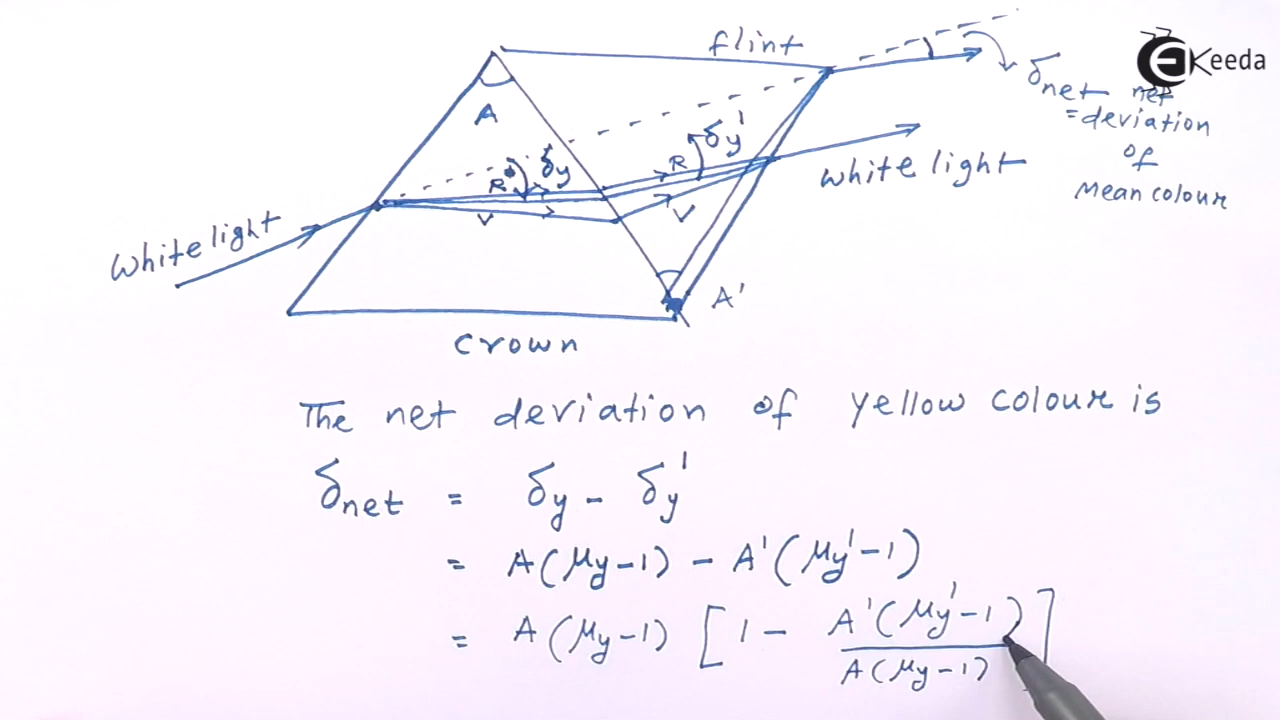 flint
Keeda
A
δnet
net
= deviation
of
Mean colour
R
δy
R
δy'
V
V
white light
White light
A'
Crown
The net deviation of yellow colour is
δnet = δy - δy'
= A(μy-1) - A'(μy'-1)
= A(μy-1) [1 - A'(μy'-1) / A(μy-1)]